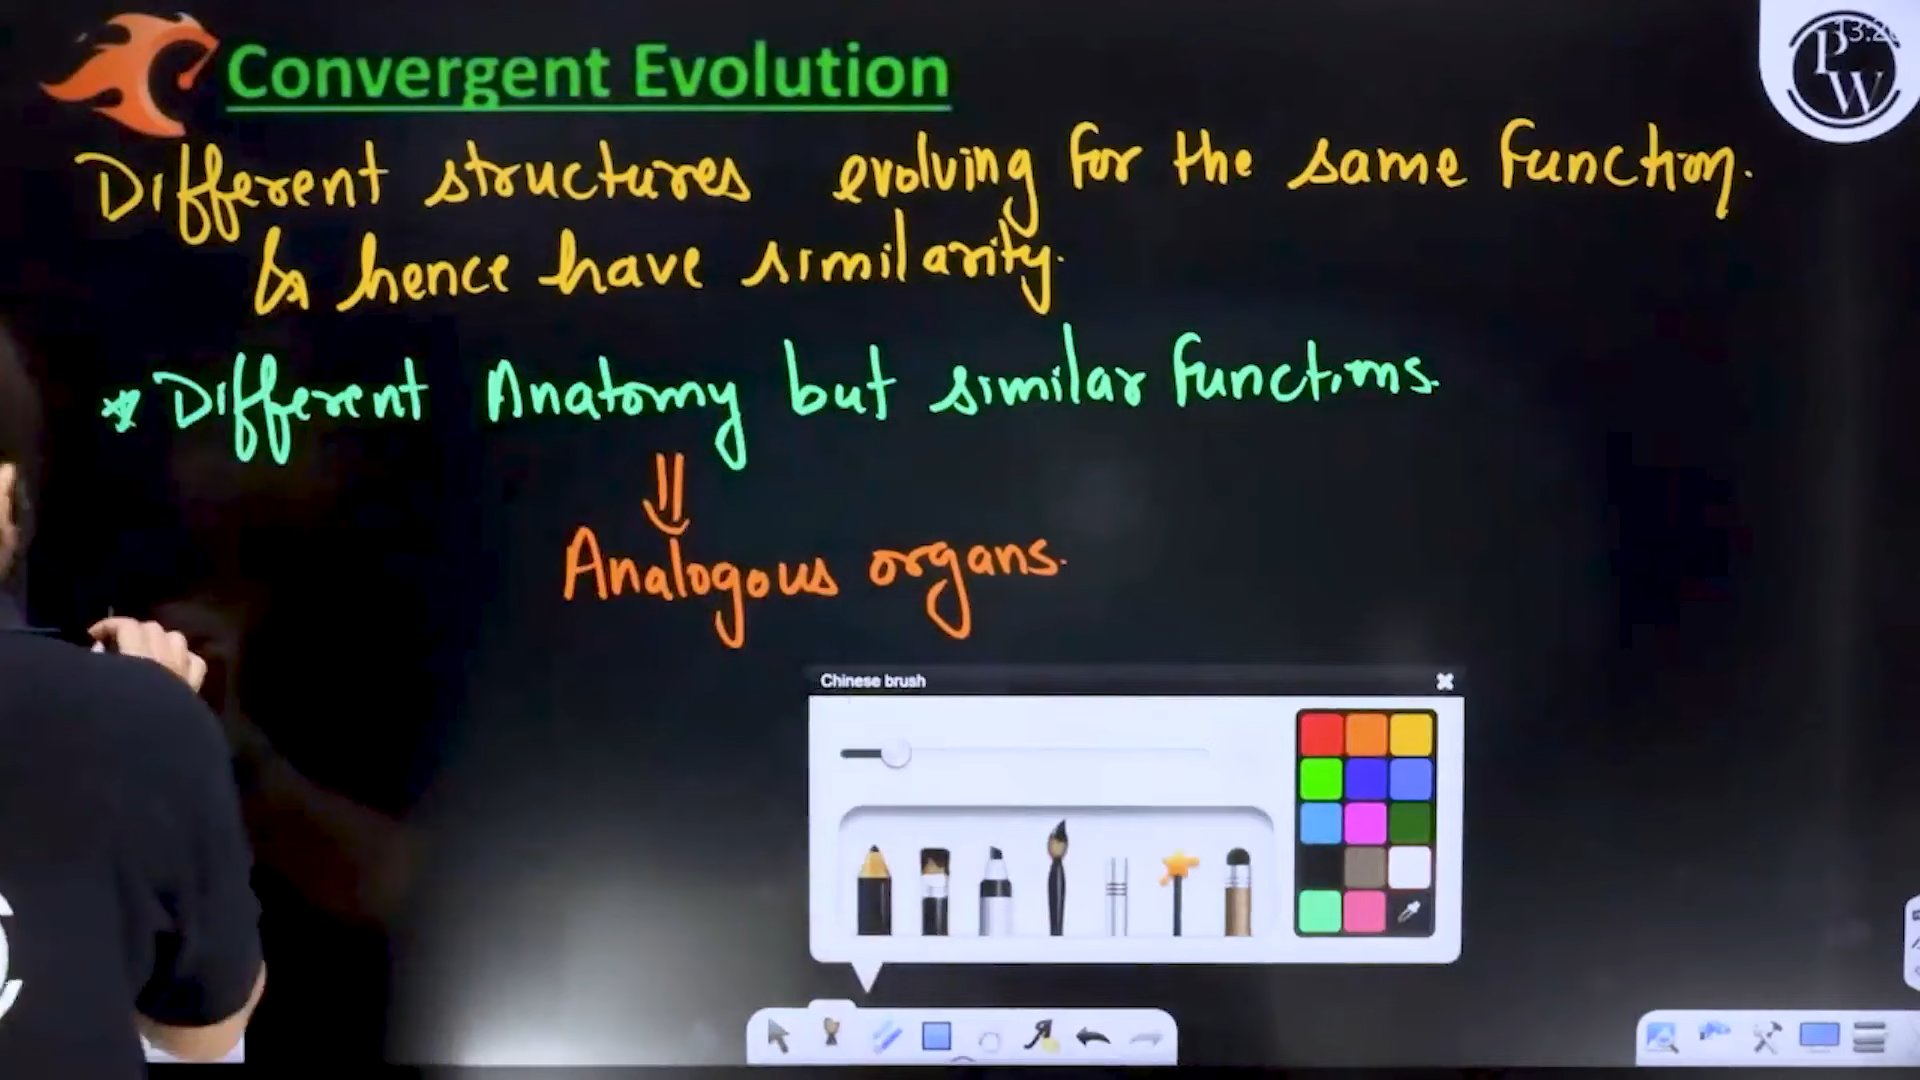 Convergent Evolution
Different structures evolving for the same function.
& hence have similarity.
* Different Anatomy but similar functions.
⇓
Analogous organs.
Chinese brush
PW